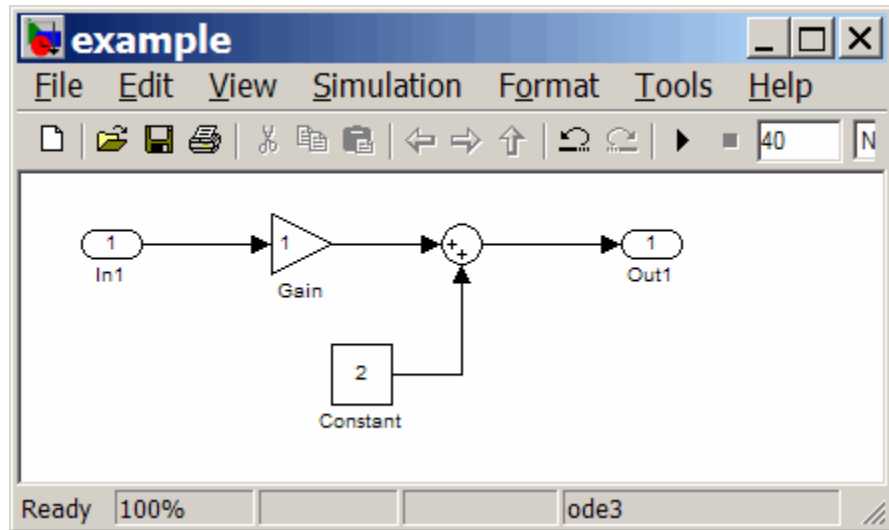 example
File Edit View Simulation Format Tools Help
40 N
1 1 1
In1 Gain + + Out1
2
Constant
Ready 100% ode3